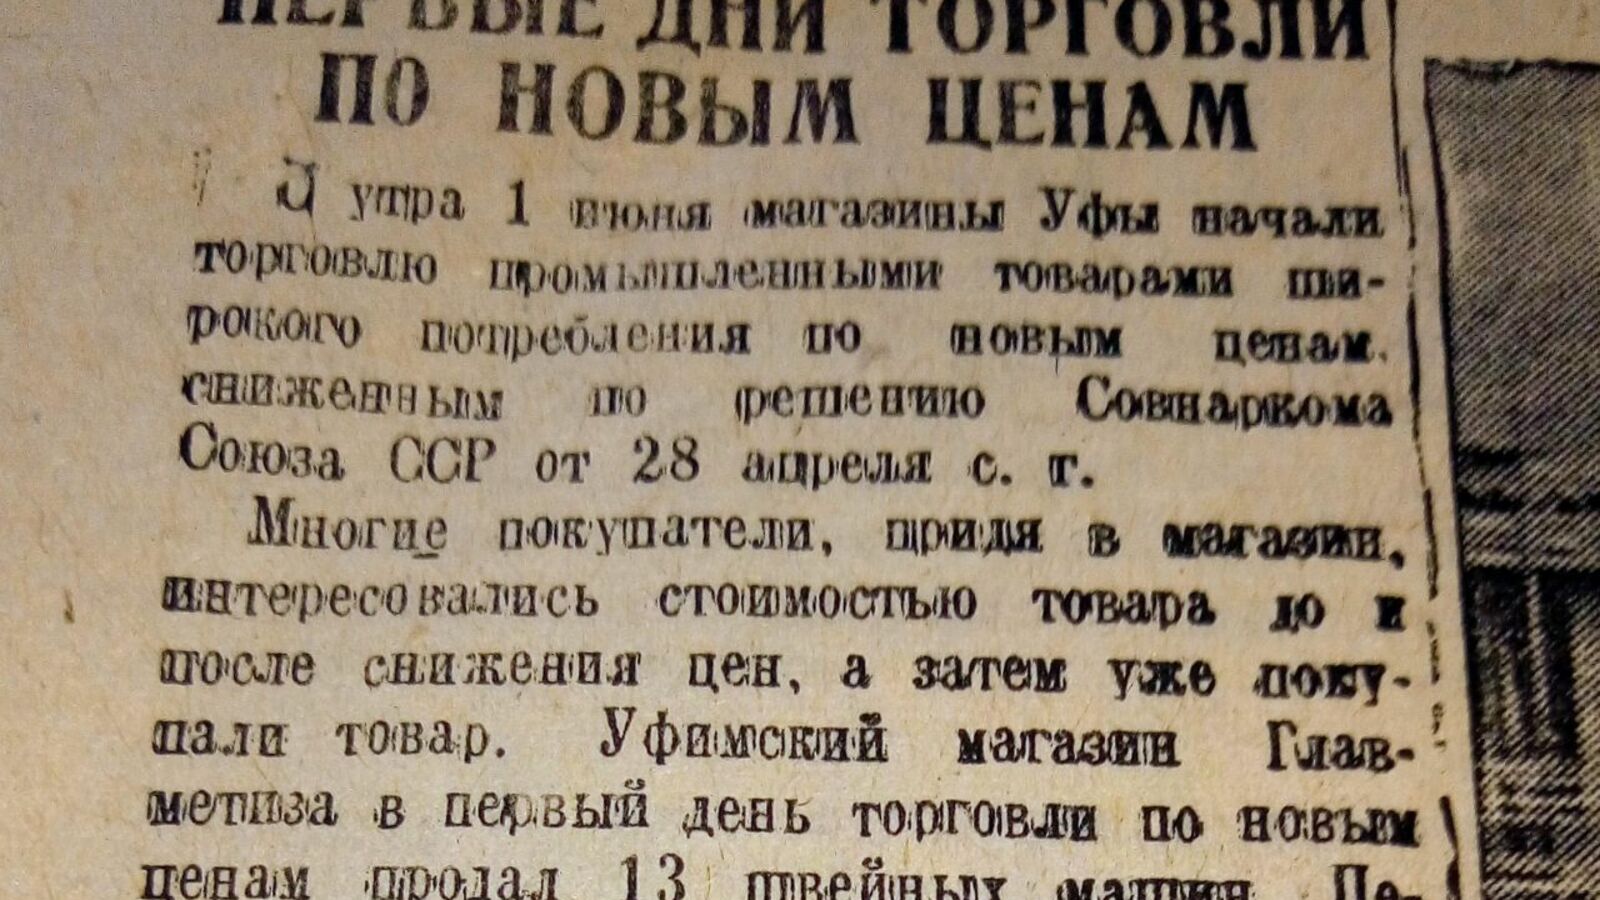 ПЕРВЫЕ ДНИ ТОРГОВЛИ
ПО НОВЫМ ЦЕНАМ
С утра 1 июня магазины Уфы начали
торговлю промышленными товарами ши-
рокого потребления по новым ценам,
сниженным по решению Совнаркома
Союза ССР от 28 апреля с. г.
Многие покупатели, придя в магазин,
интересовались стоимостью товара до и
после снижения цен, а затем уже поку-
пали товар. Уфимский магазин Глав-
метиза в первый день торговли по новым
ценам продал 13 швейных машин. Пе-